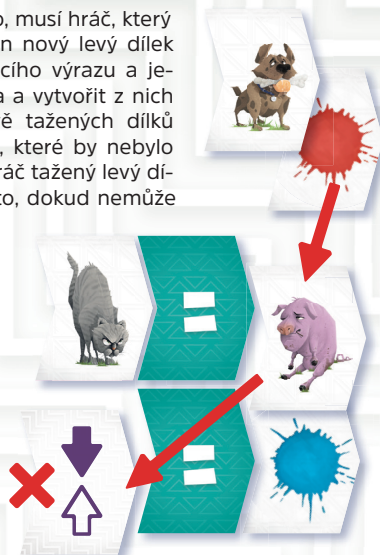 o, musí hráč, který
n nový levý dílek
cího výrazu a je-
a a vytvořit z nich
ě tažených dílků
, které by nebylo
ráč tažený levý dí-
to, dokud nemůže
=
=